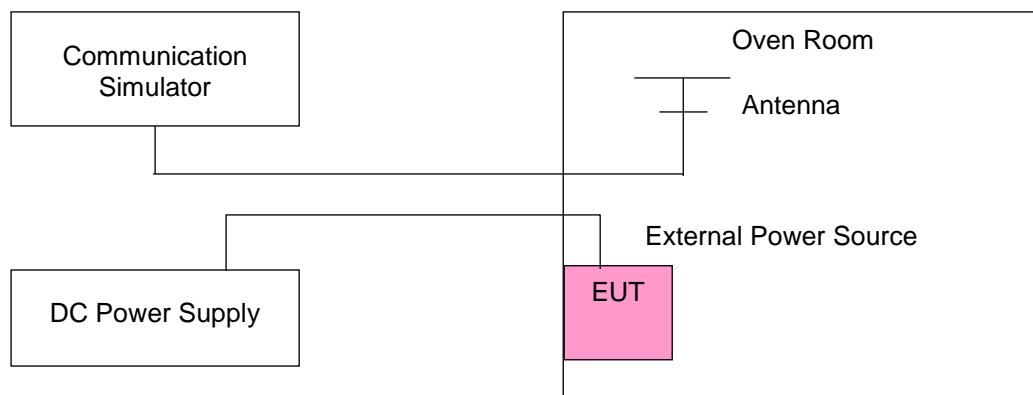 Communication
Simulator
Oven Room
Antenna
External Power Source
DC Power Supply
EUT